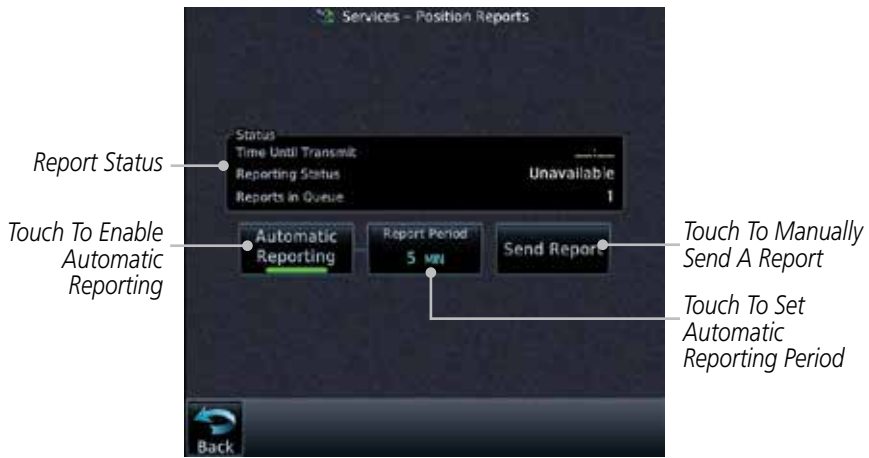 Services – Position Reports
Status
Time Until Transmit __:__
Reporting Status Unavailable
Reports in Queue 1
Automatic
Reporting
Report Period
5 MIN
Send Report
Back
Report Status
Touch To Enable
Automatic
Reporting
Touch To Manually
Send A Report
Touch To Set
Automatic
Reporting Period